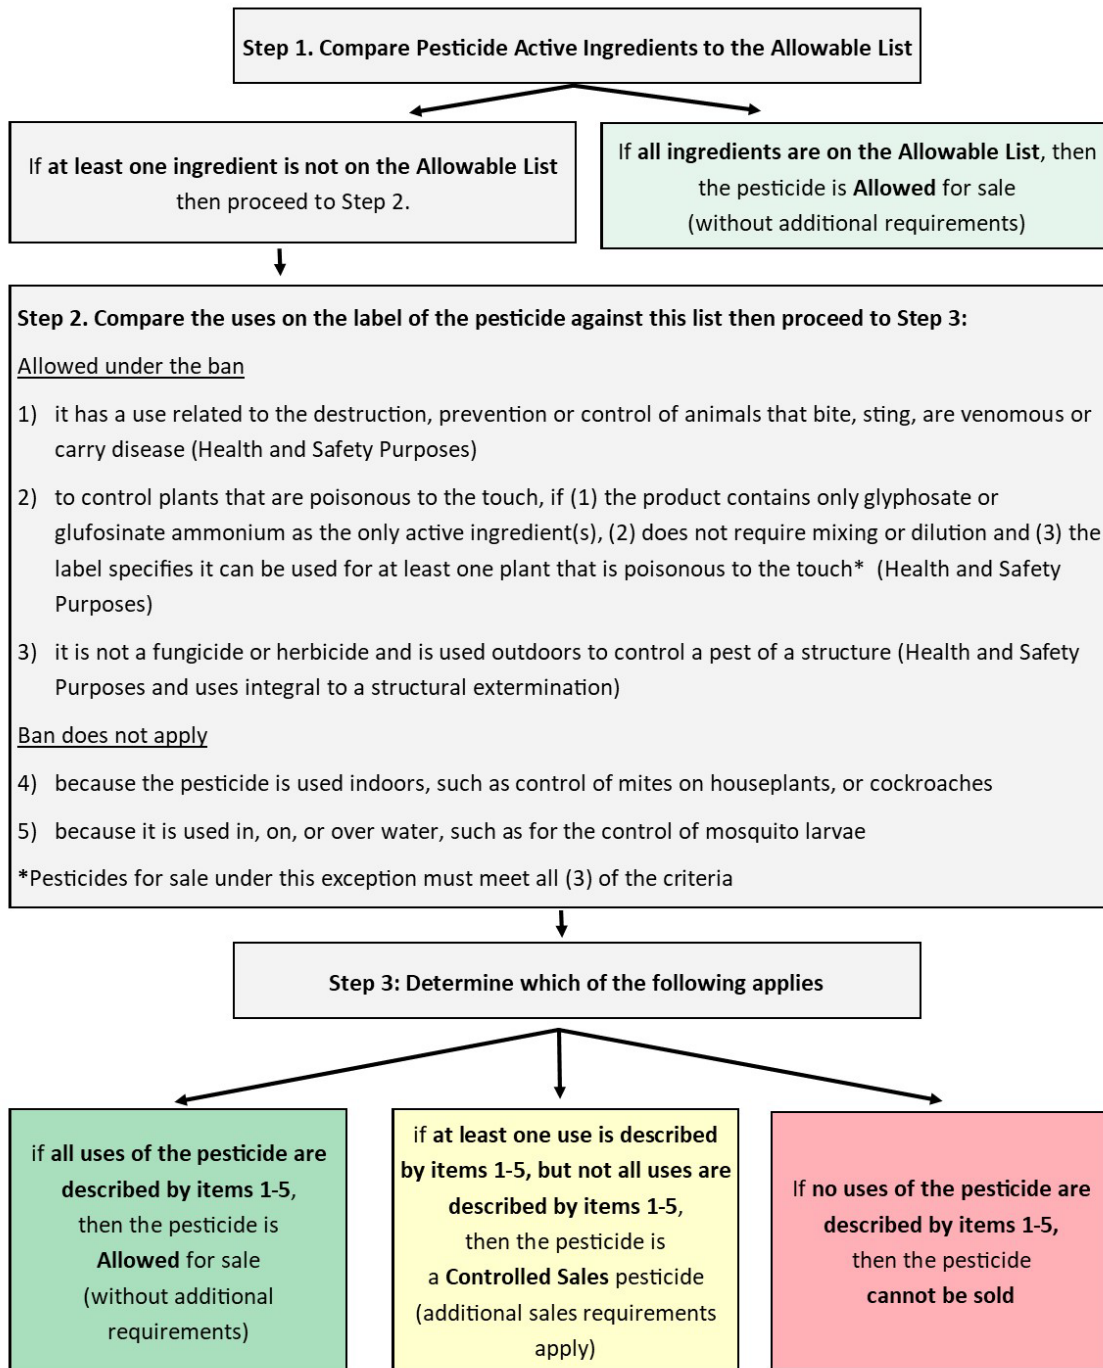 Step 1. Compare Pesticide Active Ingredients to the Allowable List
If at least one ingredient is not on the Allowable List
then proceed to Step 2.
If all ingredients are on the Allowable List, then
the pesticide is Allowed for sale
(without additional requirements)
Step 2. Compare the uses on the label of the pesticide against this list then proceed to Step 3:
Allowed under the ban
1) it has a use related to the destruction, prevention or control of animals that bite, sting, are venomous or
carry disease (Health and Safety Purposes)
2) to control plants that are poisonous to the touch, if (1) the product contains only glyphosate or
glufosinate ammonium as the only active ingredient(s), (2) does not require mixing or dilution and (3) the
label specifies it can be used for at least one plant that is poisonous to the touch* (Health and Safety
Purposes)
3) it is not a fungicide or herbicide and is used outdoors to control a pest of a structure (Health and Safety
Purposes and uses integral to a structural extermination)
Ban does not apply
4) because the pesticide is used indoors, such as control of mites on houseplants, or cockroaches
5) because it is used in, on, or over water, such as for the control of mosquito larvae
*Pesticides for sale under this exception must meet all (3) of the criteria
Step 3: Determine which of the following applies
if all uses of the pesticide are
described by items 1-5,
then the pesticide is
Allowed for sale
(without additional
requirements)
if at least one use is described
by items 1-5, but not all uses are
described by items 1-5,
then the pesticide is
a Controlled Sales pesticide
(additional sales requirements
apply)
If no uses of the pesticide are
described by items 1-5,
then the pesticide
cannot be sold